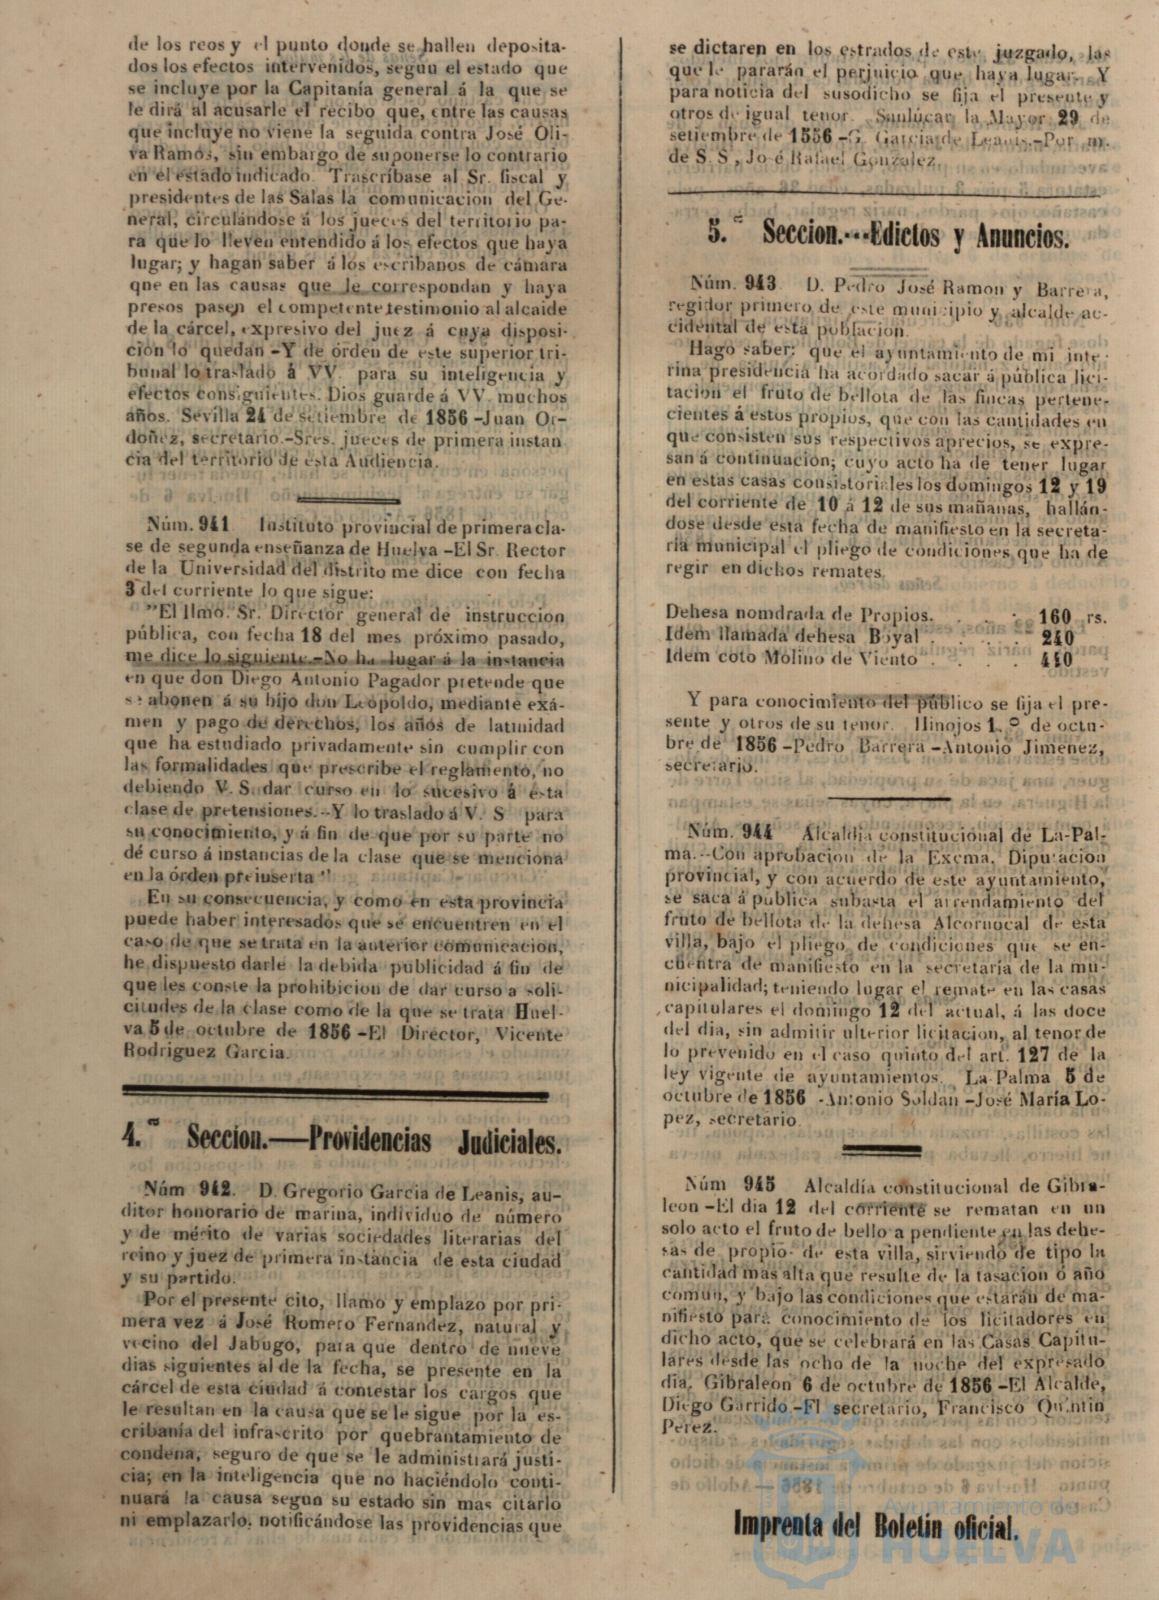 de los reos y el punto donde se hallen deposita-
dos los efectos intervenidos, segun el estado que
se incluye por la Capitanía general á la que se
le dirá al acusarle el recibo que, entre las causas
que incluye no viene la seguida contra José Oli-
va Ramos, sin embargo de suponerse lo contrario
en el estado indicado. Trascríbase al Sr. fiscal y
presidentes de las Salas la comunicacion del Ge-
neral, circulándose á los jueces del territorio pa-
ra que lo lleven entendido á los efectos que haya
lugar; y hagan saber á los escribanos de cámara
que en las causas que le correspondan y haya
presos pasen el competente testimonio al alcaide
de la cárcel, expresivo del juez á cuya disposi-
cion lo quedan -Y de órden de este superior tri-
bunal lo traslado á VV. para su inteligencia y
efectos consiguientes. Dios guarde á VV. muchos
años. Sevilla 24 de setiembre de 1856 -Juan Or-
doñez, secretario.-Sres. jueces de primera instan
cia del territorio de esta Audiencia.
Núm. 941 Instituto provincial de primera cla-
se de segunda enseñanza de Huelva -El Sr. Rector
de la Universidad del distrito me dice con fecha
3 del corriente lo que sigue:
"El Ilmo. Sr. Director general de instruccion
pública, con fecha 18 del mes próximo pasado,
me dice lo siguiente.-No ha lugar á la instancia
en que don Diego Antonio Pagador pretende que
se abonen á su hijo don Leopoldo, mediante exá-
men y pago de derechos, los años de latinidad
que ha estudiado privadamente sin cumplir con
las formalidades que prescribe el reglamento, no
debiendo V. S. dar curso en lo sucesivo á esta
clase de pretensiones.--Y lo traslado á V. S para
su conocimiento, y á fin de que por su parte no
dé curso á instancias de la clase que se menciona
en la órden preinserta "
En su consecuencia, y como en esta provincia
puede haber interesados que se encuentren en el
caso de que se trata en la anterior comunicacion,
he dispuesto darle la debida publicidad á fin de
que les conste la prohibicion de dar curso a soli-
citudes de la clase como de la que se trata Huel-
va 5 de octubre de 1856 -El Director, Vicente
Rodriguez Garcia.
4.ª Seccion.—Providencias Judiciales.
Núm 942. D. Gregorio Garcia de Leanis, au-
ditor honorario de marina, individuo de número
y de mérito de varias sociedades literarias del
reino y juez de primera instancia de esta ciudad
y su partido.
Por el presente cito, llamo y emplazo por pri-
mera vez á José Romero Fernandez, natural y
vecino del Jabugo, para que dentro de nueve
dias siguientes al de la fecha, se presente en la
cárcel de esta ciudad á contestar los cargos que
le resultan en la causa que se le sigue por la es-
cribanía del infrascrito por quebrantamiento de
condena, seguro de que se le administrará justi-
cia; en la inteligencia que no haciéndolo conti-
nuará la causa segun su estado sin mas citarlo
ni emplazarlo, notificándose las providencias que
se dictaren en los estrados de este juzgado, las
que le pararán el perjuicio que haya lugar. Y
para noticia del susodicho se fija el presente y
otros de igual tenor. Sanlúcar la Mayor 29 de
setiembre de 1856 -G. Garcia de Leanis.-Por m.
de S. S, José Rafael Gonzalez.
5.ª Seccion.---Edictos y Anuncios.
Núm. 943 D. Pedro José Ramon y Barrera,
regidor primero de este municipio y alcalde ac-
cidental de esta poblacion.
Hago saber: que el ayuntamiento de mi inte-
rina presidencia ha acordado sacar á pública lici-
tacion el fruto de bellota de las fincas pertene-
cientes á estos propios, que con las cantidades en
que consisten sus respectivos aprecios, se expre-
san á continuacion; cuyo acto ha de tener lugar
en estas casas consistoriales los domingos 12 y 19
del corriente de 10 á 12 de sus mañanas, hallán-
dose desde esta fecha de manifiesto en la secreta-
ría municipal el pliego de condiciones que ha de
regir en dichos remates.
Dehesa nomdrada de Propios. . . . 160 rs.
Idem llamada dehesa Boyal . . . . 240
Idem coto Molino de Viento . . . . 440
Y para conocimiento del público se fija el pre-
sente y otros de su tenor. Hinojos 1.º de octu-
bre de 1856 -Pedro Barrera -Antonio Jimenez,
secretario.
Núm. 944 Alcaldía constitucional de La-Pal-
ma.--Con aprobacion de la Excma. Diputacion
provincial, y con acuerdo de este ayuntamiento,
se saca á pública subasta el arrendamiento del
fruto de bellota de la dehesa Alcornocal de esta
villa, bajo el pliego de condiciones que se en-
cuentra de manifiesto en la secretaría de la mu-
nicipalidad; teniendo lugar el remate en las casas
capitulares el domingo 12 del actual, á las doce
del dia, sin admitir ulterior licitacion, al tenor de
lo prevenido en el caso quinto del art. 127 de la
ley vigente de ayuntamientos. La Palma 5 de
octubre de 1856 -Antonio Soldan -José Maria Lo-
pez, secretario
Núm 945 Alcaldía constitucional de Gibra-
leon -El dia 12 del corriente se rematan en un
solo acto el fruto de bello a pendiente en las dehe-
sas de propios de esta villa, sirviendo de tipo la
cantidad mas alta que resulte de la tasacion ó año
comun, y bajo las condiciones que estarán de ma-
nifiesto para conocimiento de los licitadores en
dicho acto, que se celebrará en las Casas Capitu-
lares desde las ocho de la noche del expresado
dia. Gibraleon 6 de octubre de 1856 -El Alcalde,
Diego Garrido -El secretario, Francisco Quintin
Perez.
Imprenta del Boletin oficial.
Ayuntamiento de
HUELVA